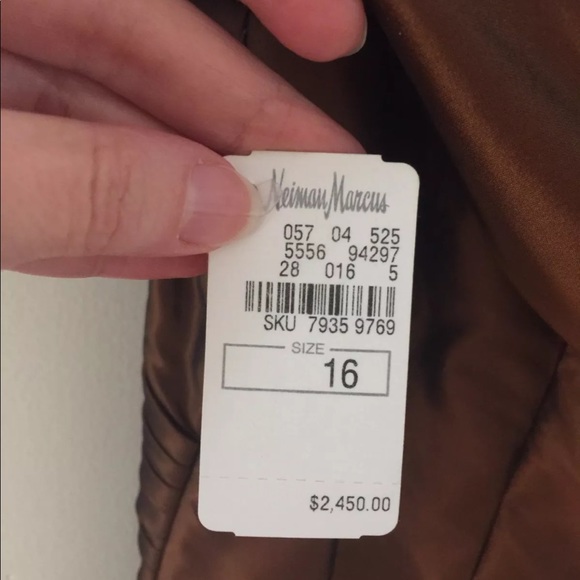 Neiman Marcus
057 04 525
5556 94297
28 016 5
SKU 7935 9769
SIZE
16
$2,450.00